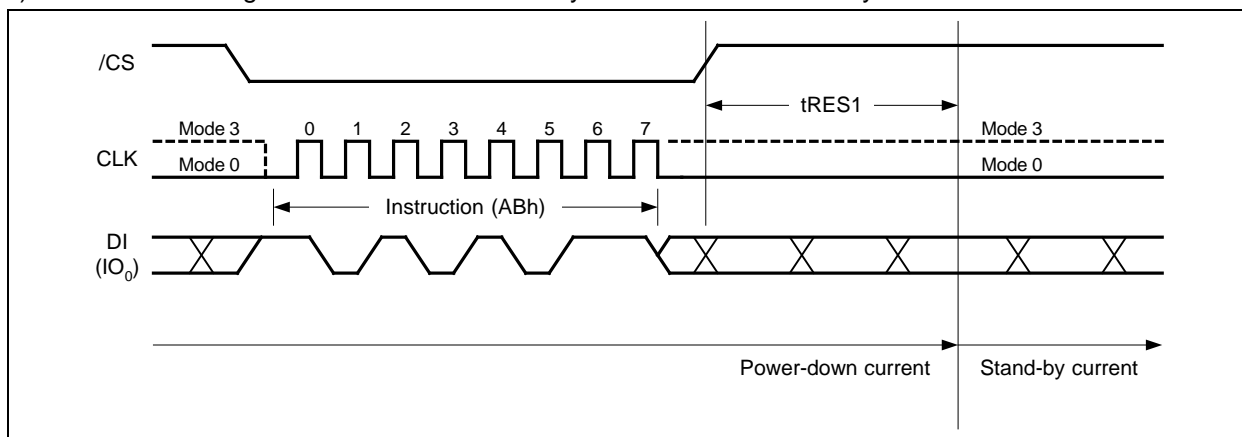 /CS
tRES1
Mode 3 0 1 2 3 4 5 6 7 Mode 3
CLK
Mode 0 Mode 0
Instruction (ABh)
DI
(IO0)
Power-down current Stand-by current